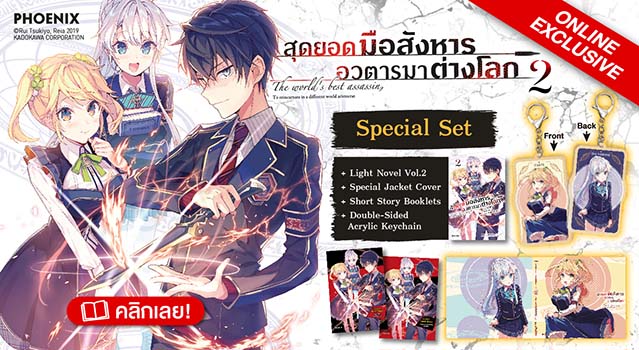 PHOENIX
©Rui Tsukiyo, Reia 2019
KADOKAWA CORPORATION
สุดยอดมือสังหาร
อวตารมาต่างโลก 2
The world's best assassin,
To reincarnate in a different world aristocrat
ONLINE
EXCLUSIVE
Special Set
+ Light Novel Vol.2
+ Special Jacket Cover
+ Short Story Booklets
+ Double-Sided
Acrylic Keychain
Front
Back
2
คลิกเลย!